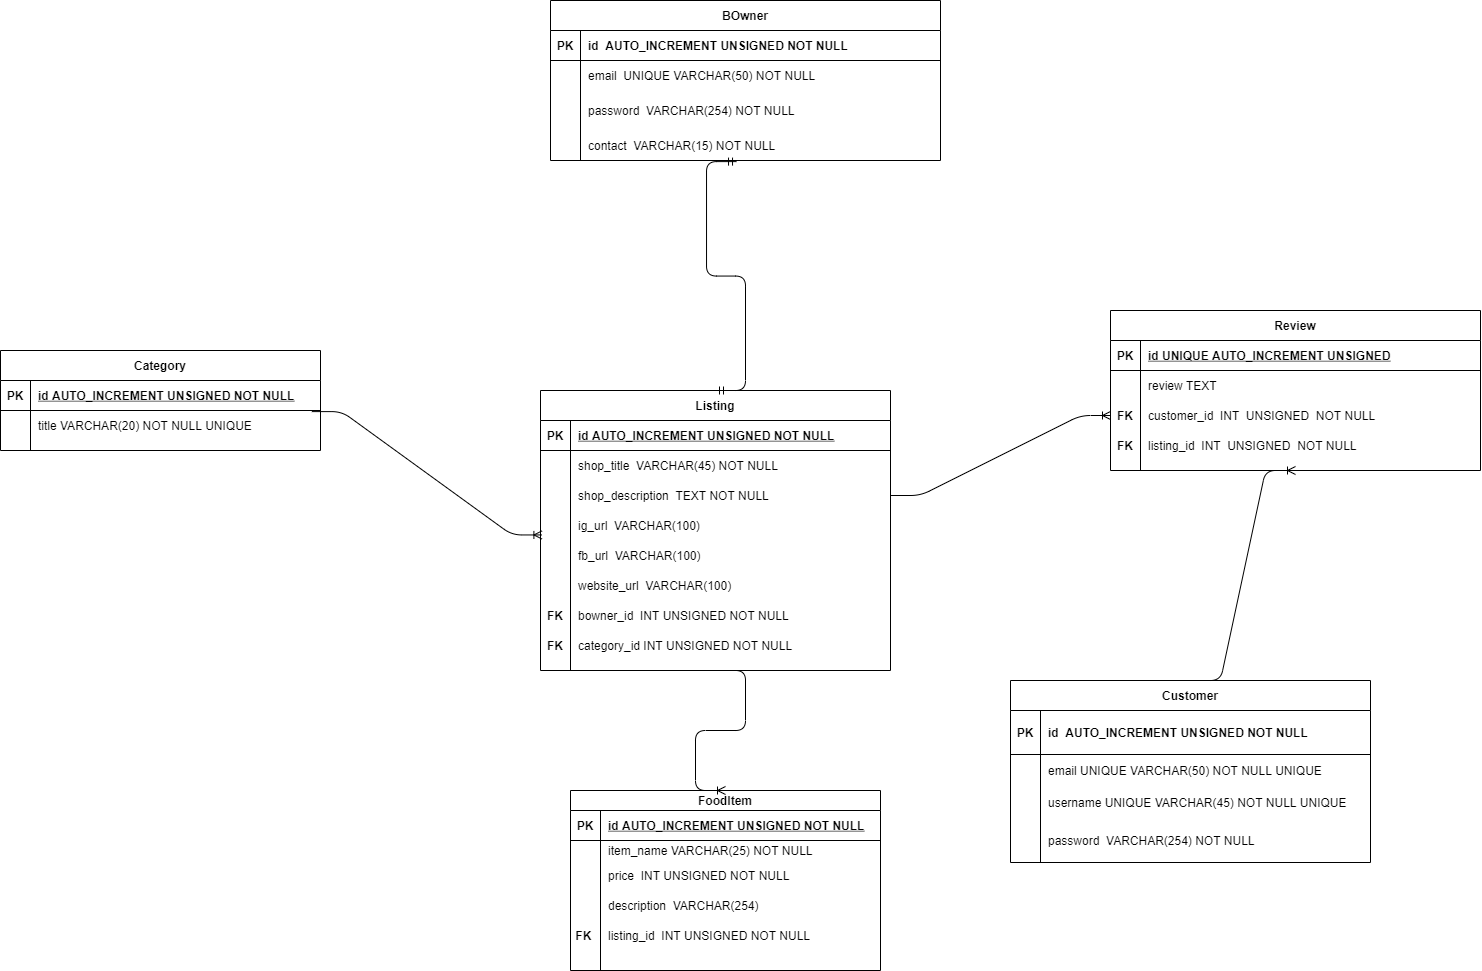 BOwner
PK id AUTO_INCREMENT UNSIGNED NOT NULL
email UNIQUE VARCHAR(50) NOT NULL
password VARCHAR(254) NOT NULL
contact VARCHAR(15) NOT NULL
Category
PK id AUTO_INCREMENT UNSIGNED NOT NULL
title VARCHAR(20) NOT NULL UNIQUE
Listing
PK id AUTO_INCREMENT UNSIGNED NOT NULL
shop_title VARCHAR(45) NOT NULL
shop_description TEXT NOT NULL
ig_url VARCHAR(100)
fb_url VARCHAR(100)
website_url VARCHAR(100)
FK bowner_id INT UNSIGNED NOT NULL
FK category_id INT UNSIGNED NOT NULL
Review
PK id UNIQUE AUTO_INCREMENT UNSIGNED
review TEXT
FK customer_id INT UNSIGNED NOT NULL
FK listing_id INT UNSIGNED NOT NULL
Customer
PK id AUTO_INCREMENT UNSIGNED NOT NULL
email UNIQUE VARCHAR(50) NOT NULL UNIQUE
username UNIQUE VARCHAR(45) NOT NULL UNIQUE
password VARCHAR(254) NOT NULL
FoodItem
PK id AUTO_INCREMENT UNSIGNED NOT NULL
item_name VARCHAR(25) NOT NULL
price INT UNSIGNED NOT NULL
description VARCHAR(254)
FK listing_id INT UNSIGNED NOT NULL